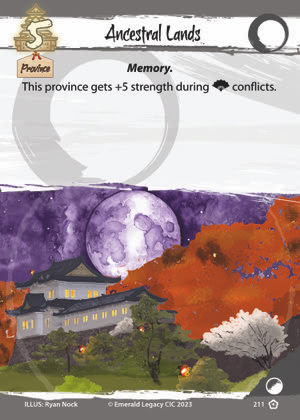 Ancestral Lands
5
Province
Memory.
This province gets +5 strength during conflicts.
ILLUS: Ryan Nock © Emerald Legacy CIC 2023 211